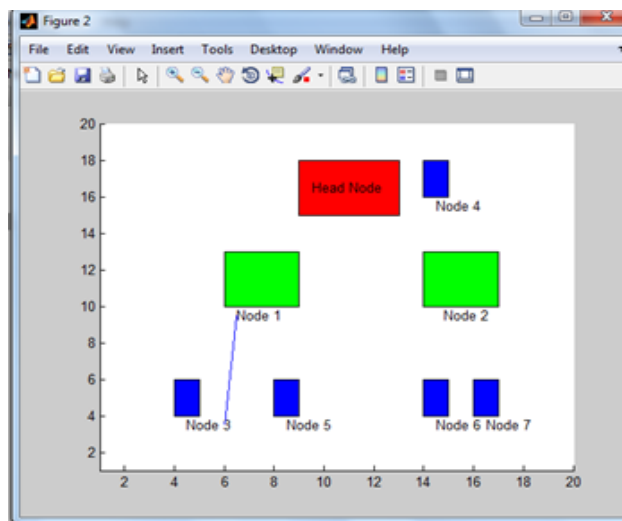 Figure 2
File Edit View Insert Tools Desktop Window Help
20
18
Head Node
16
Node 4
14
12
10
Node 1 Node 2
8
6
4
Node 3 Node 5 Node 6 Node 7
2
2 4 6 8 10 12 14 16 18 20